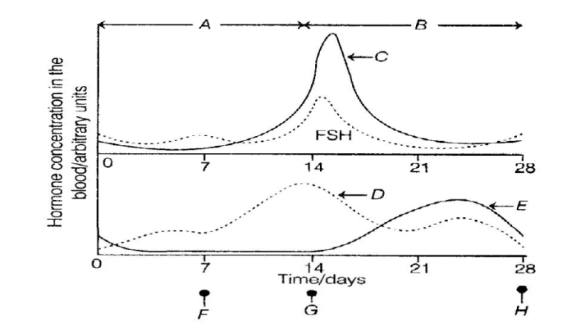 A B
Hormone concentration in the
blood/arbitrary units
C
FSH
0 7 14 21 28
D
E
0 7 14 21 28
Time/days
F G H